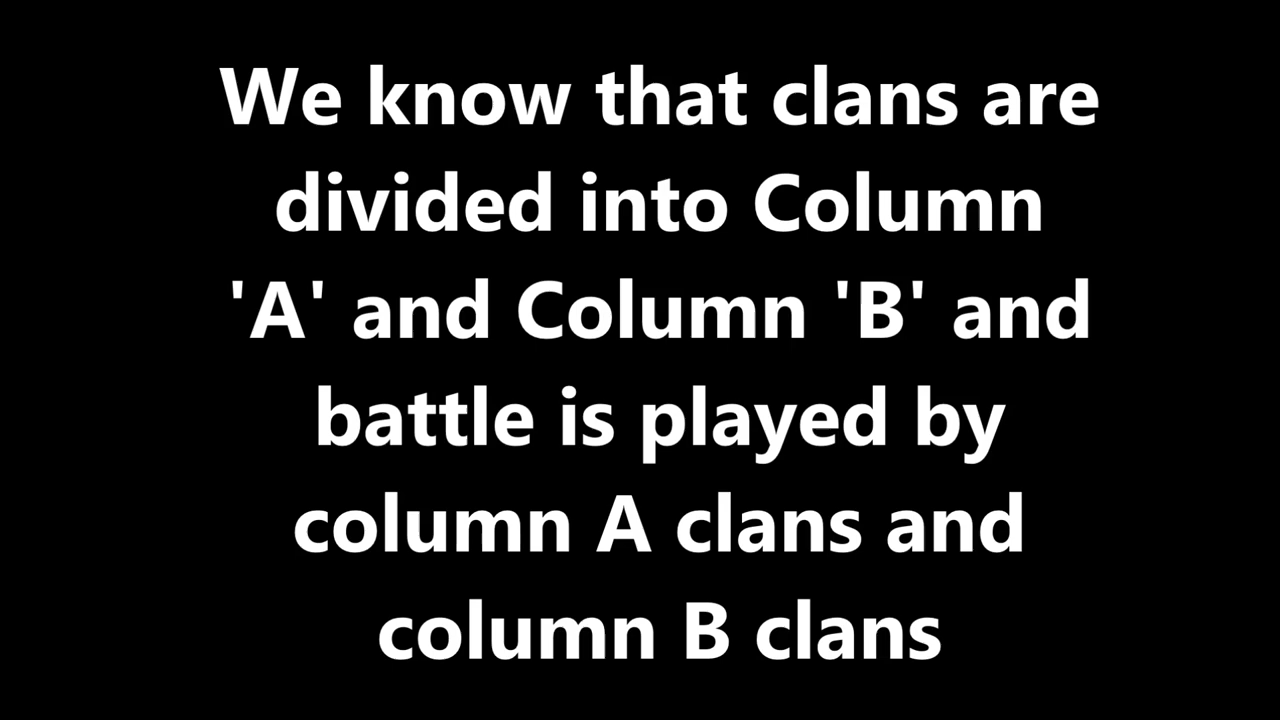 We know that clans are
divided into Column
'A' and Column 'B' and
battle is played by
column A clans and
column B clans